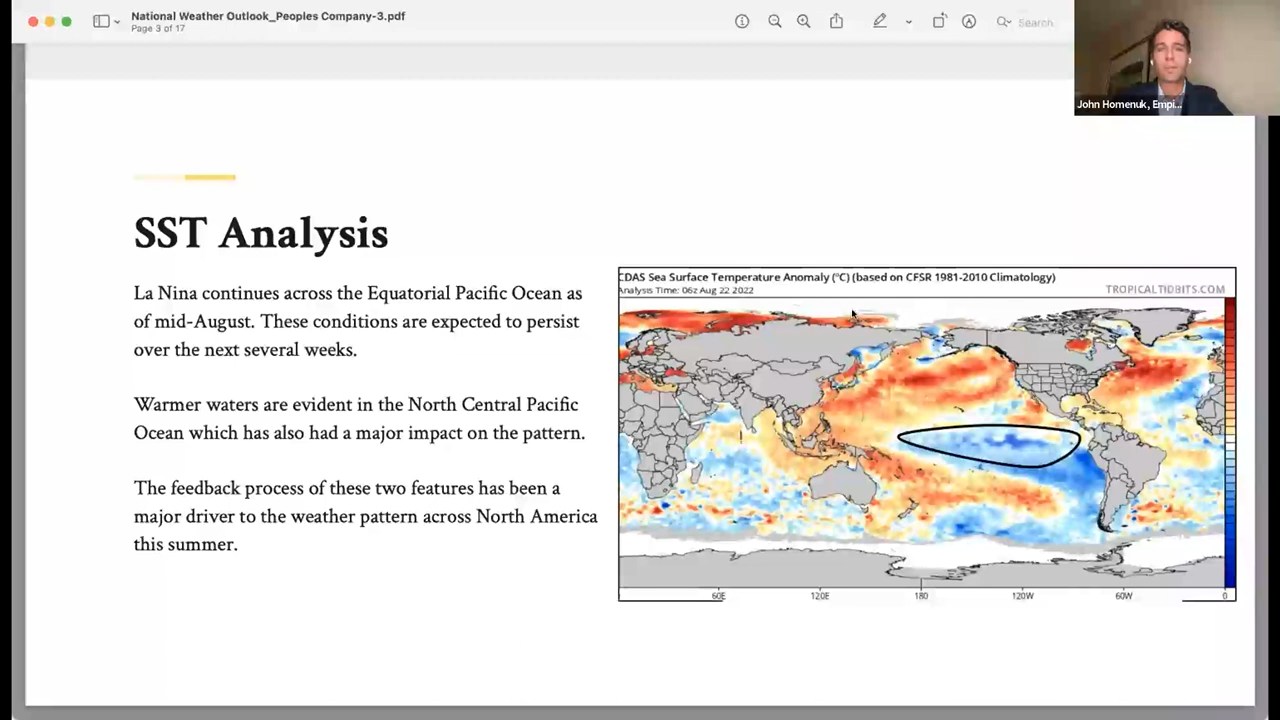 National Weather Outlook_Peoples Company-3.pdf
Page 3 of 17
Search
John Homenuk, Empi...
SST Analysis
La Nina continues across the Equatorial Pacific Ocean as
of mid-August. These conditions are expected to persist
over the next several weeks.
Warmer waters are evident in the North Central Pacific
Ocean which has also had a major impact on the pattern.
The feedback process of these two features has been a
major driver to the weather pattern across North America
this summer.
CDAS Sea Surface Temperature Anomaly (°C) (based on CFSR 1981-2010 Climatology)
Analysis Time: 06z Aug 22 2022
TROPICALTIDBITS.COM
60E 120E 180 120W 60W 0